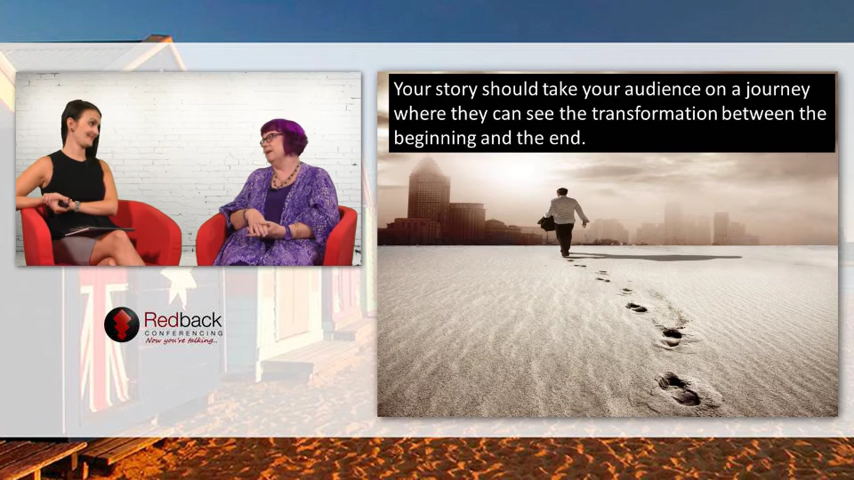 Your story should take your audience on a journey
where they can see the transformation between the
beginning and the end.
Redback
CONFERENCING
Now you're talking..